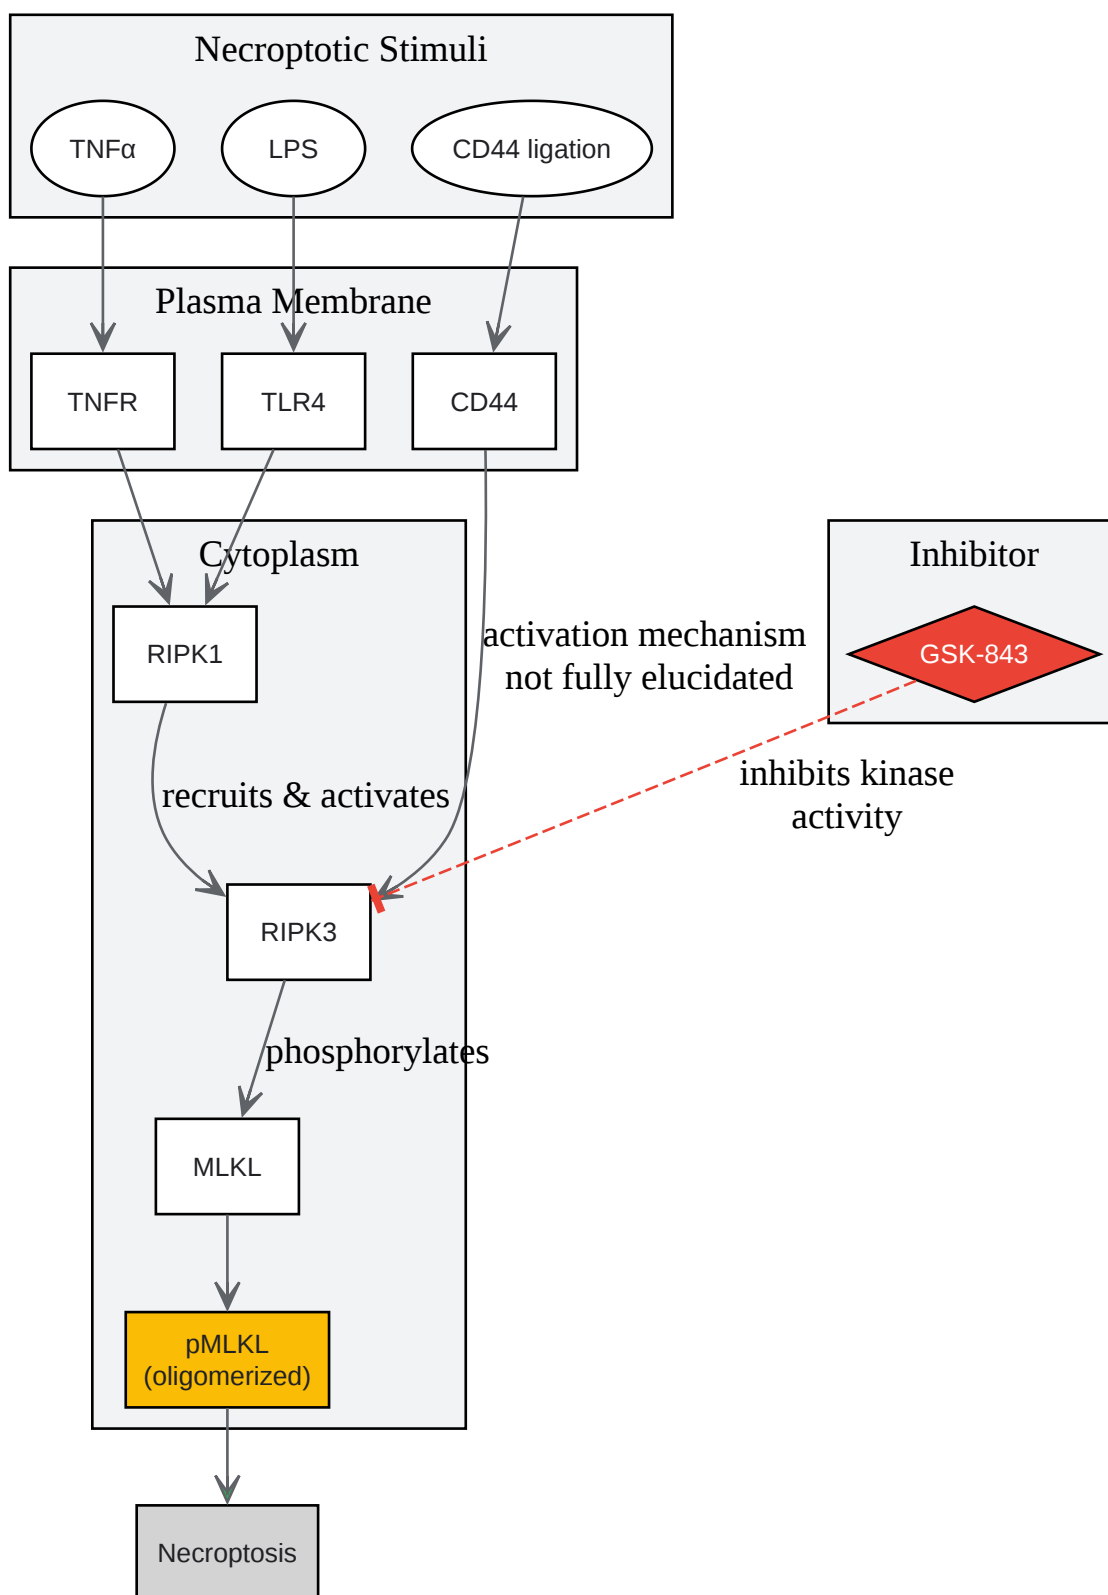 Necroptotic Stimuli
TNFα
LPS
CD44 ligation
Plasma Membrane
TNFR
TLR4
CD44
Cytoplasm
Inhibitor
RIPK1
GSK-843
activation mechanism
not fully elucidated
inhibits kinase
activity
recruits & activates
RIPK3
phosphorylates
MLKL
pMLKL
(oligomerized)
Necroptosis